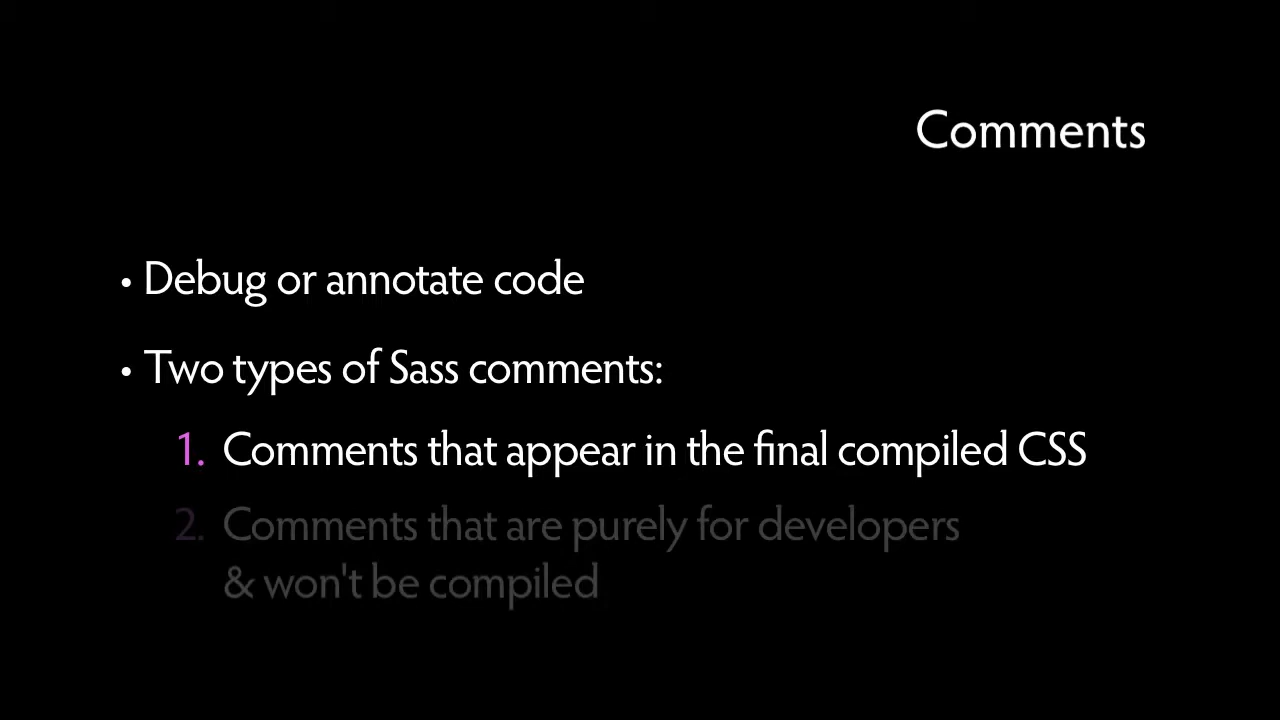 Comments
• Debug or annotate code
• Two types of Sass comments:
1. Comments that appear in the final compiled CSS
2. Comments that are purely for developers
& won't be compiled